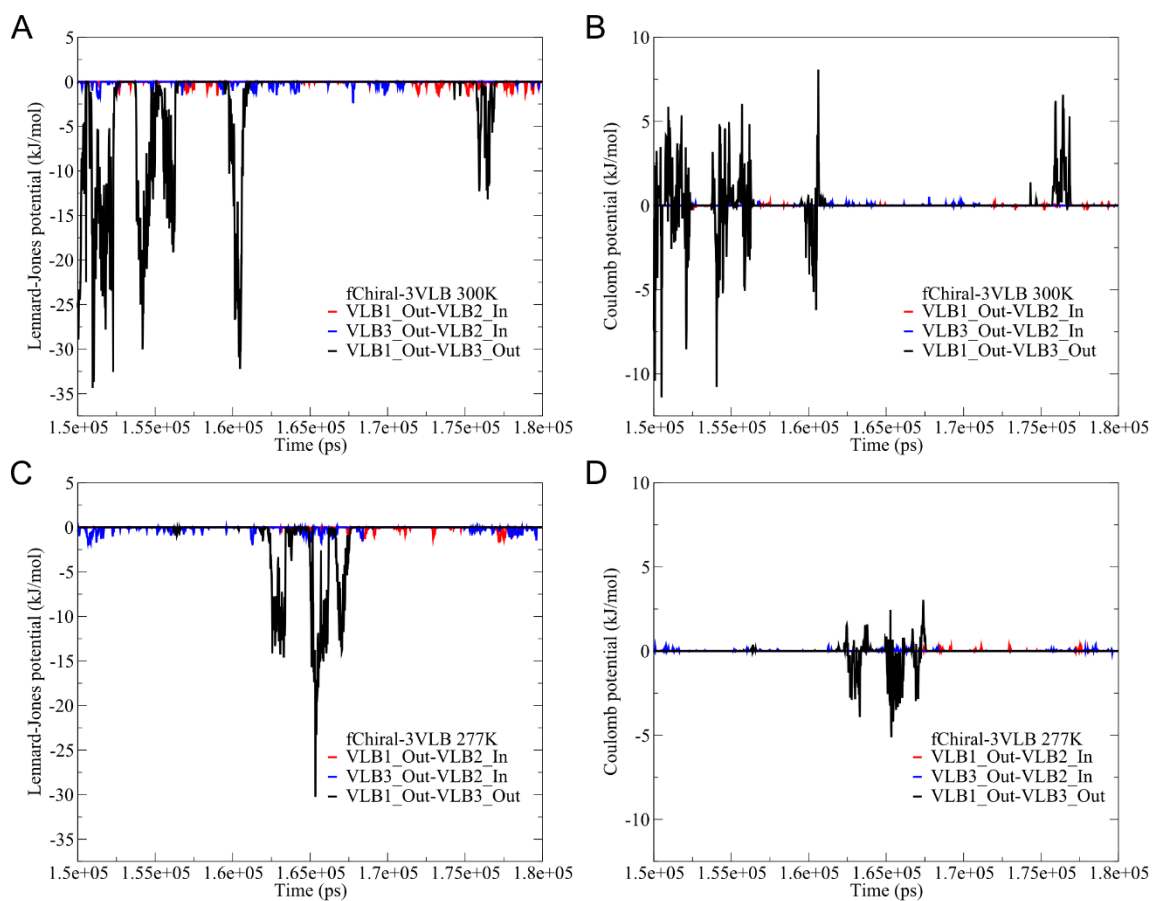 A
5
0
-5
-10
-15
-20
-25
-30
-35
Lennard-Jones potential (kJ/mol)
fChiral-3VLB 300K
VLB1_Out-VLB2_In
VLB3_Out-VLB2_In
VLB1_Out-VLB3_Out
1.5e+05 1.55e+05 1.6e+05 1.65e+05 1.7e+05 1.75e+05 1.8e+05
Time (ps)
B
10
5
0
-5
-10
Coulomb potential (kJ/mol)
fChiral-3VLB 300K
VLB1_Out-VLB2_In
VLB3_Out-VLB2_In
VLB1_Out-VLB3_Out
1.5e+05 1.55e+05 1.6e+05 1.65e+05 1.7e+05 1.75e+05 1.8e+05
Time (ps)
C
5
0
-5
-10
-15
-20
-25
-30
-35
Lennard-Jones potential (kJ/mol)
fChiral-3VLB 277K
VLB1_Out-VLB2_In
VLB3_Out-VLB2_In
VLB1_Out-VLB3_Out
1.5e+05 1.55e+05 1.6e+05 1.65e+05 1.7e+05 1.75e+05 1.8e+05
Time (ps)
D
10
5
0
-5
-10
Coulomb potential (kJ/mol)
fChiral-3VLB 277K
VLB1_Out-VLB2_In
VLB3_Out-VLB2_In
VLB1_Out-VLB3_Out
1.5e+05 1.55e+05 1.6e+05 1.65e+05 1.7e+05 1.75e+05 1.8e+05
Time (ps)